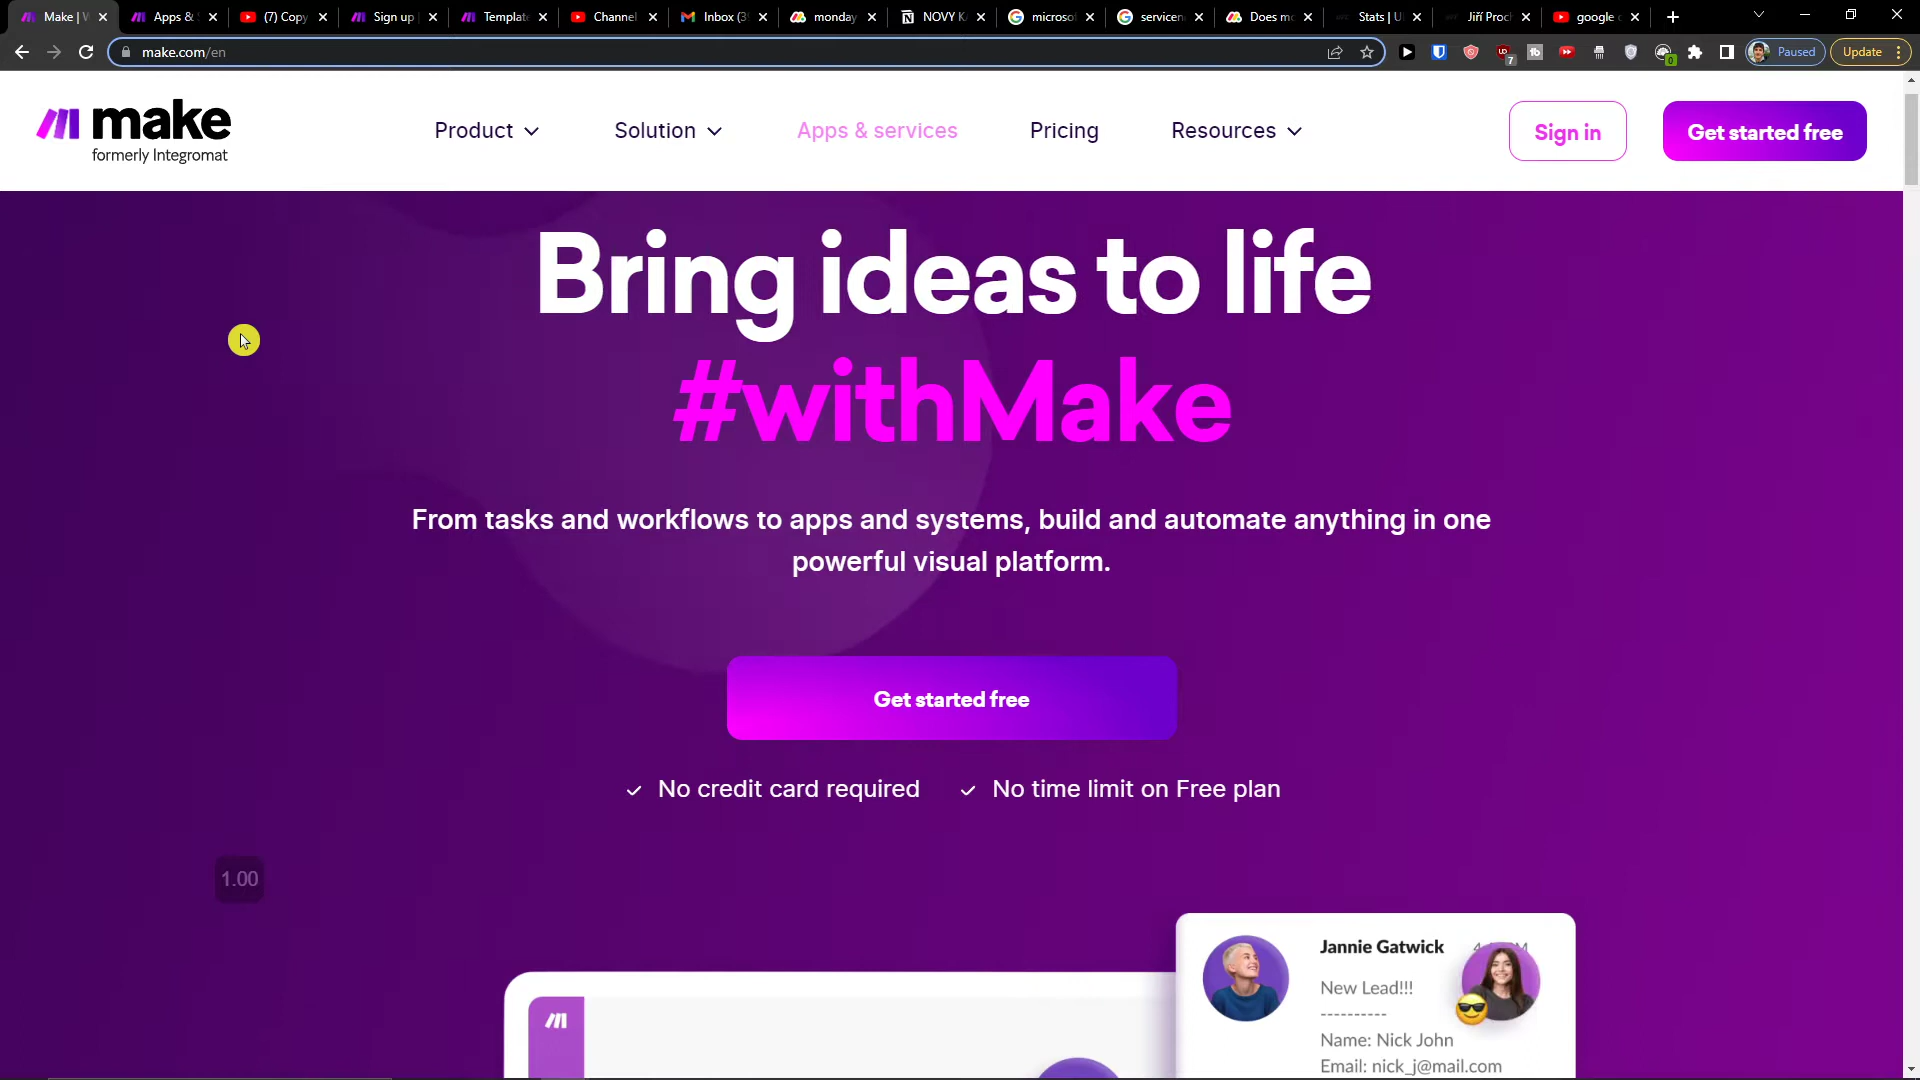 Make | W
Apps & S
(7) Copy
Sign up
Template
Channel
Inbox (3
monday
NOVY K
microso
servicen
Does mo
Stats | U
Jiří Proc
google
make.com/en
7
0
Paused
Update
make
formerly Integromat
Product
Solution
Apps & services
Pricing
Resources
Sign in
Get started free
Bring ideas to life
#withMake
From tasks and workflows to apps and systems, build and automate anything in one
powerful visual platform.
Get started free
No credit card required
No time limit on Free plan
1.00
Jannie Gatwick
New Lead!!!
----------
Name: Nick John
Email: nick_j@mail.com